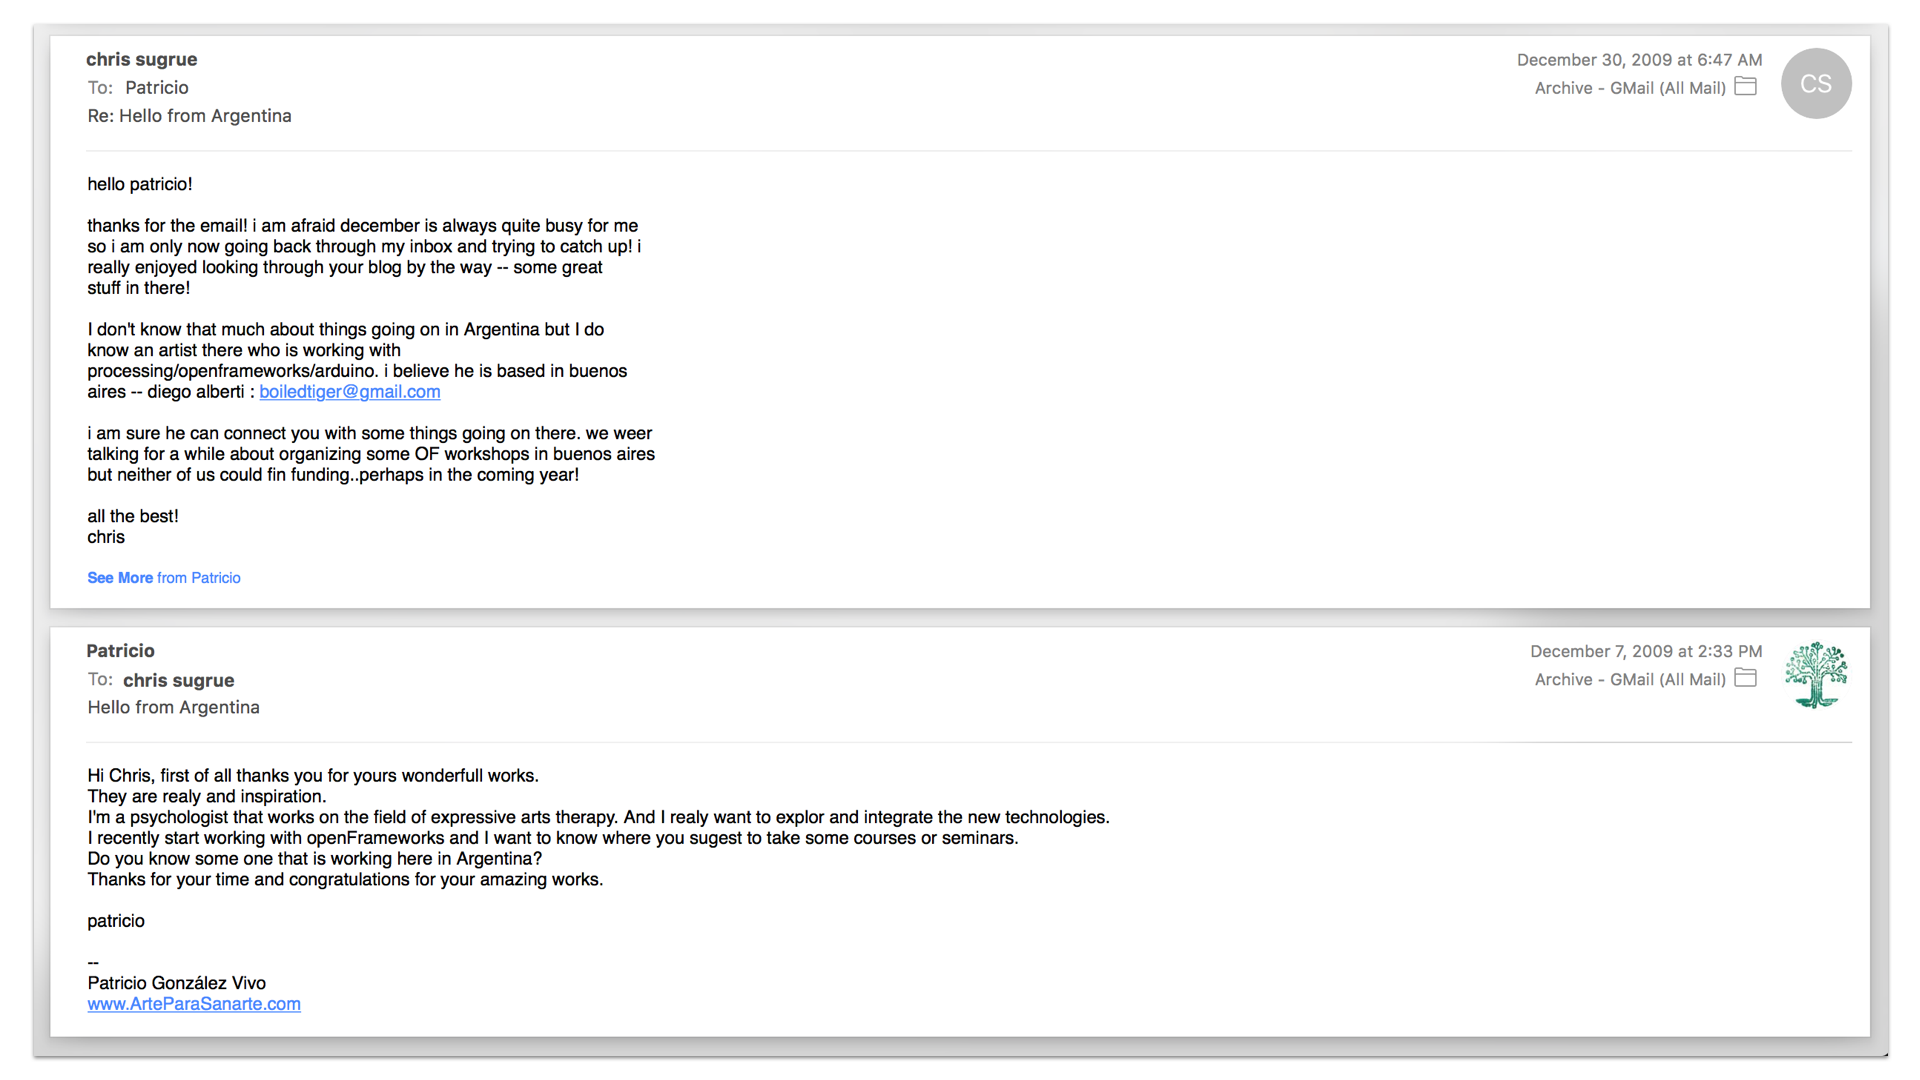 chris sugrue
December 30, 2009 at 6:47 AM
To: Patricio
Archive - GMail (All Mail)
CS
Re: Hello from Argentina
hello patricio!
thanks for the email! i am afraid december is always quite busy for me
so i am only now going back through my inbox and trying to catch up! i
really enjoyed looking through your blog by the way -- some great
stuff in there!
I don't know that much about things going on in Argentina but I do
know an artist there who is working with
processing/openframeworks/arduino. i believe he is based in buenos
aires -- diego alberti : boiledtiger@gmail.com
i am sure he can connect you with some things going on there. we weer
talking for a while about organizing some OF workshops in buenos aires
but neither of us could fin funding..perhaps in the coming year!
all the best!
chris
See More from Patricio
Patricio
December 7, 2009 at 2:33 PM
To: chris sugrue
Archive - GMail (All Mail)
Hello from Argentina
Hi Chris, first of all thanks you for yours wonderfull works.
They are realy and inspiration.
I'm a psychologist that works on the field of expressive arts therapy. And I realy want to explor and integrate the new technologies.
I recently start working with openFrameworks and I want to know where you sugest to take some courses or seminars.
Do you know some one that is working here in Argentina?
Thanks for your time and congratulations for your amazing works.
patricio
--
Patricio González Vivo
www.ArteParaSanarte.com